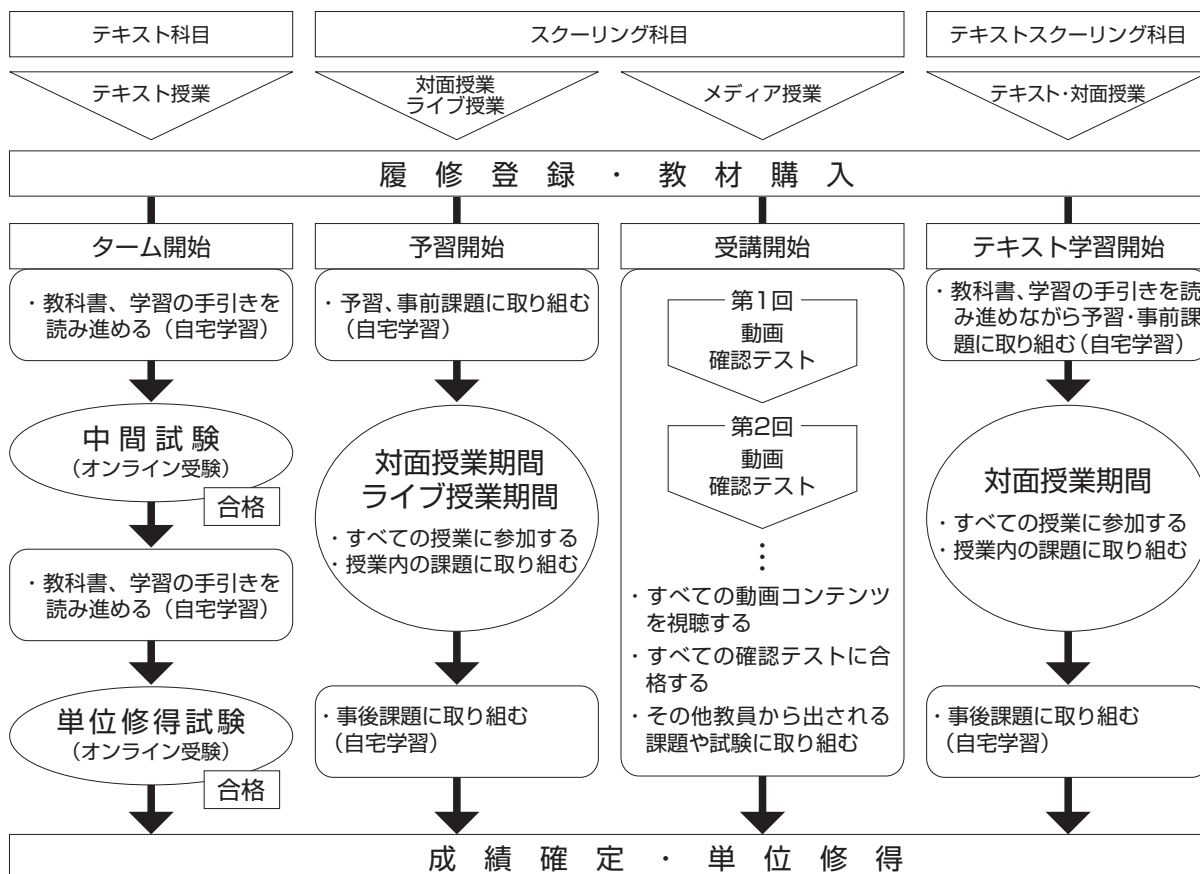 テキスト科目
スクーリング科目
テキストスクーリング科目
テキスト授業
対面授業
ライブ授業
メディア授業
テキスト・対面授業
履修登録・教材購入
ターム開始
予習開始
受講開始
テキスト学習開始
・教科書、学習の手引きを
読み進める（自宅学習）
中間試験
（オンライン受験）
合格
・教科書、学習の手引きを
読み進める（自宅学習）
単位修得試験
（オンライン受験）
合格
・予習、事前課題に取り組む
（自宅学習）
対面授業期間
ライブ授業期間
・すべての授業に参加する
・授業内の課題に取り組む
・事後課題に取り組む
（自宅学習）
第1回
動画
確認テスト
第2回
動画
確認テスト
⋮
・すべての動画コンテンツ
を視聴する
・すべての確認テストに合
格する
・その他教員から出される
課題や試験に取り組む
・教科書、学習の手引きを読
み進めながら予習・事前課
題に取り組む（自宅学習）
対面授業期間
・すべての授業に参加する
・授業内の課題に取り組む
・事後課題に取り組む
（自宅学習）
成績確定・単位修得